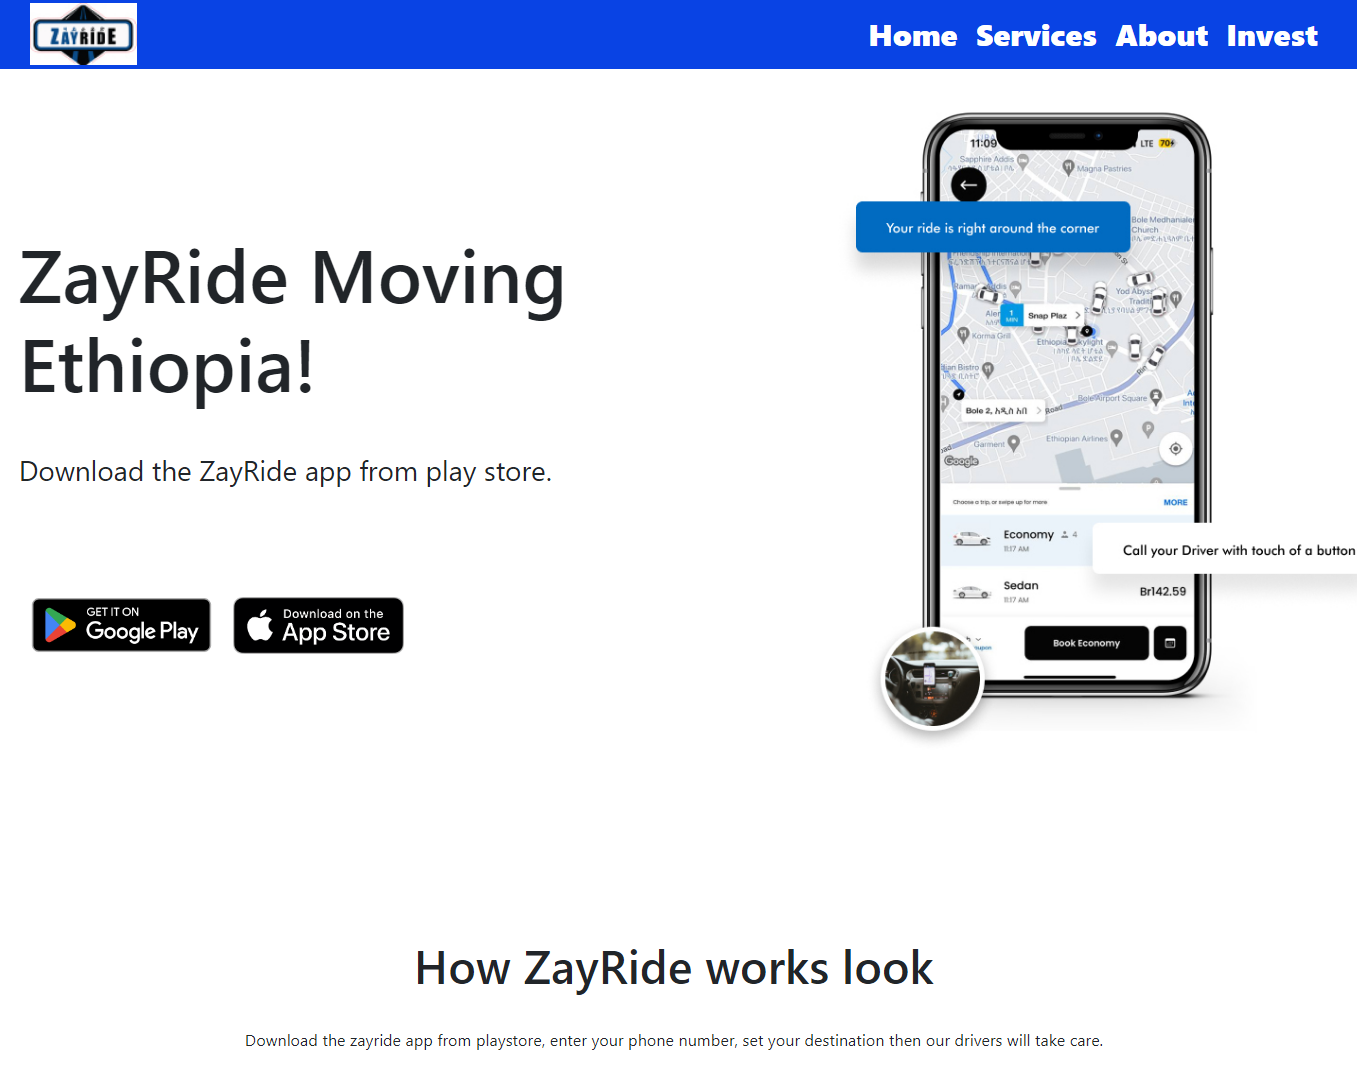 ZAYRIDE
Home Services About Invest
ZayRide Moving
Ethiopia!
Download the ZayRide app from play store.
GET IT ON
Google Play
Download on the
App Store
11:09
LTE 70
Sapphire Addis
Magna Pastries
Your ride is right around the corner
Bole Medhanialem
Church
1
MIN
Snap Plaz
Korma Grill
Bole 2, አዲስ አበ
Road
Bole Airport Square
Garment
Ethiopian Airlines
Google
Choose a trip, or swipe up for more
MORE
Economy 4
11:17 AM
Call your Driver with touch of a button
Sedan
11:17 AM
Br142.59
Book Economy
How ZayRide works look
Download the zayride app from playstore, enter your phone number, set your destination then our drivers will take care.